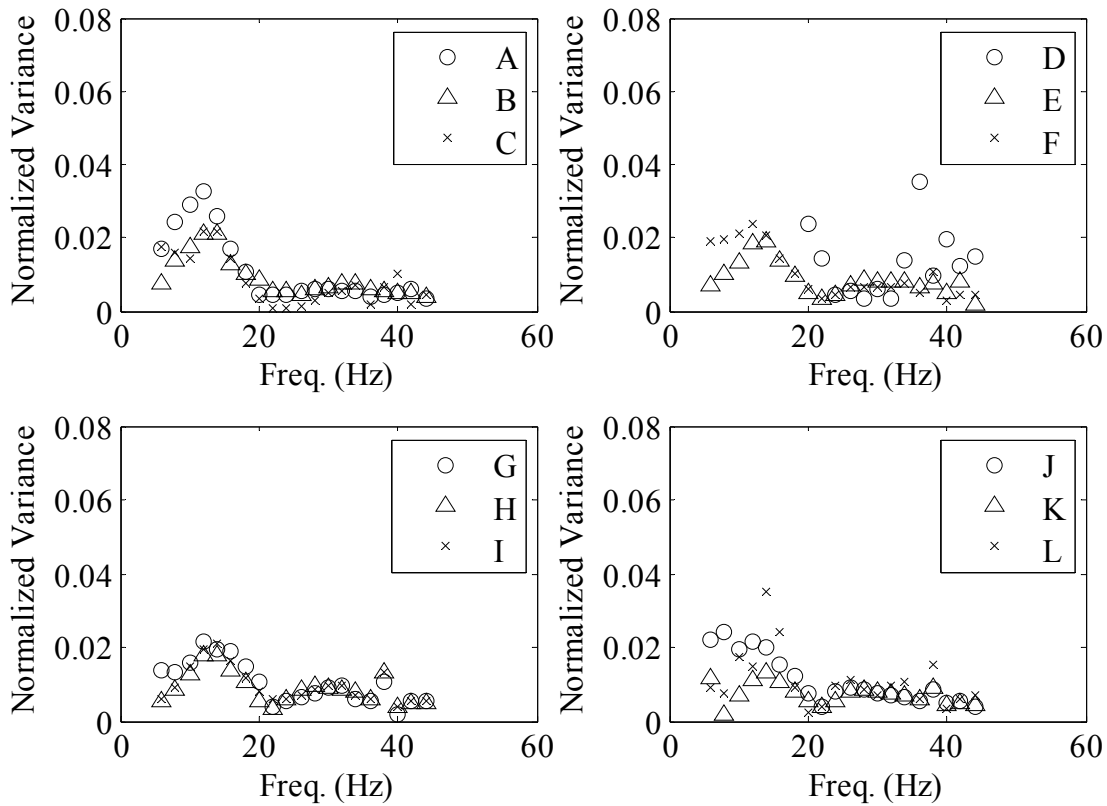 Normalized Variance
0.08
0.06
0.04
0.02
0
0 20 40 60
Freq. (Hz)
A
B
C
Normalized Variance
0.08
0.06
0.04
0.02
0
0 20 40 60
Freq. (Hz)
D
E
F
Normalized Variance
0.08
0.06
0.04
0.02
0
0 20 40 60
Freq. (Hz)
G
H
I
Normalized Variance
0.08
0.06
0.04
0.02
0
0 20 40 60
Freq. (Hz)
J
K
L